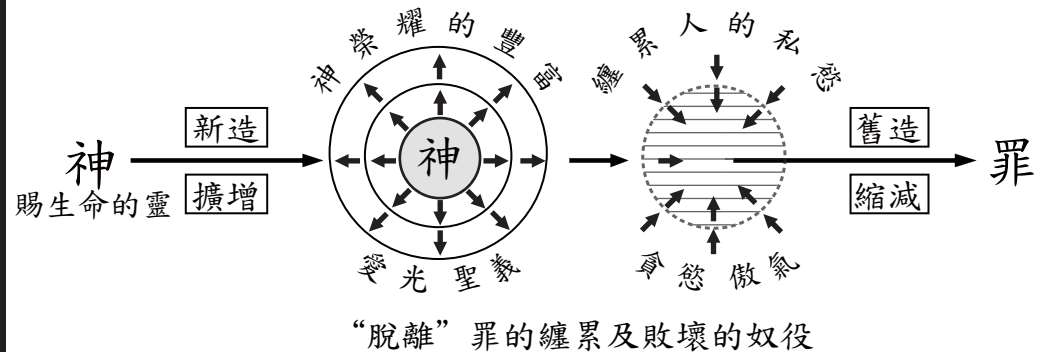 神榮耀的豐富
纏累人的私慾
神
賜生命的靈
新造
擴增
神
舊造
縮減
罪
愛光聖義
貪慾傲氣
“脫離”罪的纏累及敗壞的奴役